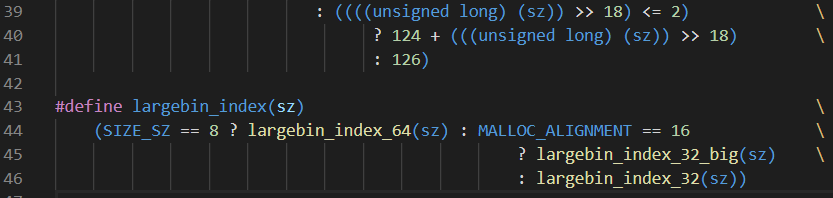 39 : ((((unsigned long) (sz)) >> 18) <= 2) \
40 ? 124 + (((unsigned long) (sz)) >> 18) \
41 : 126)
42
43 #define largebin_index(sz) \
44 (SIZE_SZ == 8 ? largebin_index_64(sz) : MALLOC_ALIGNMENT == 16 \
45 ? largebin_index_32_big(sz) \
46 : largebin_index_32(sz))